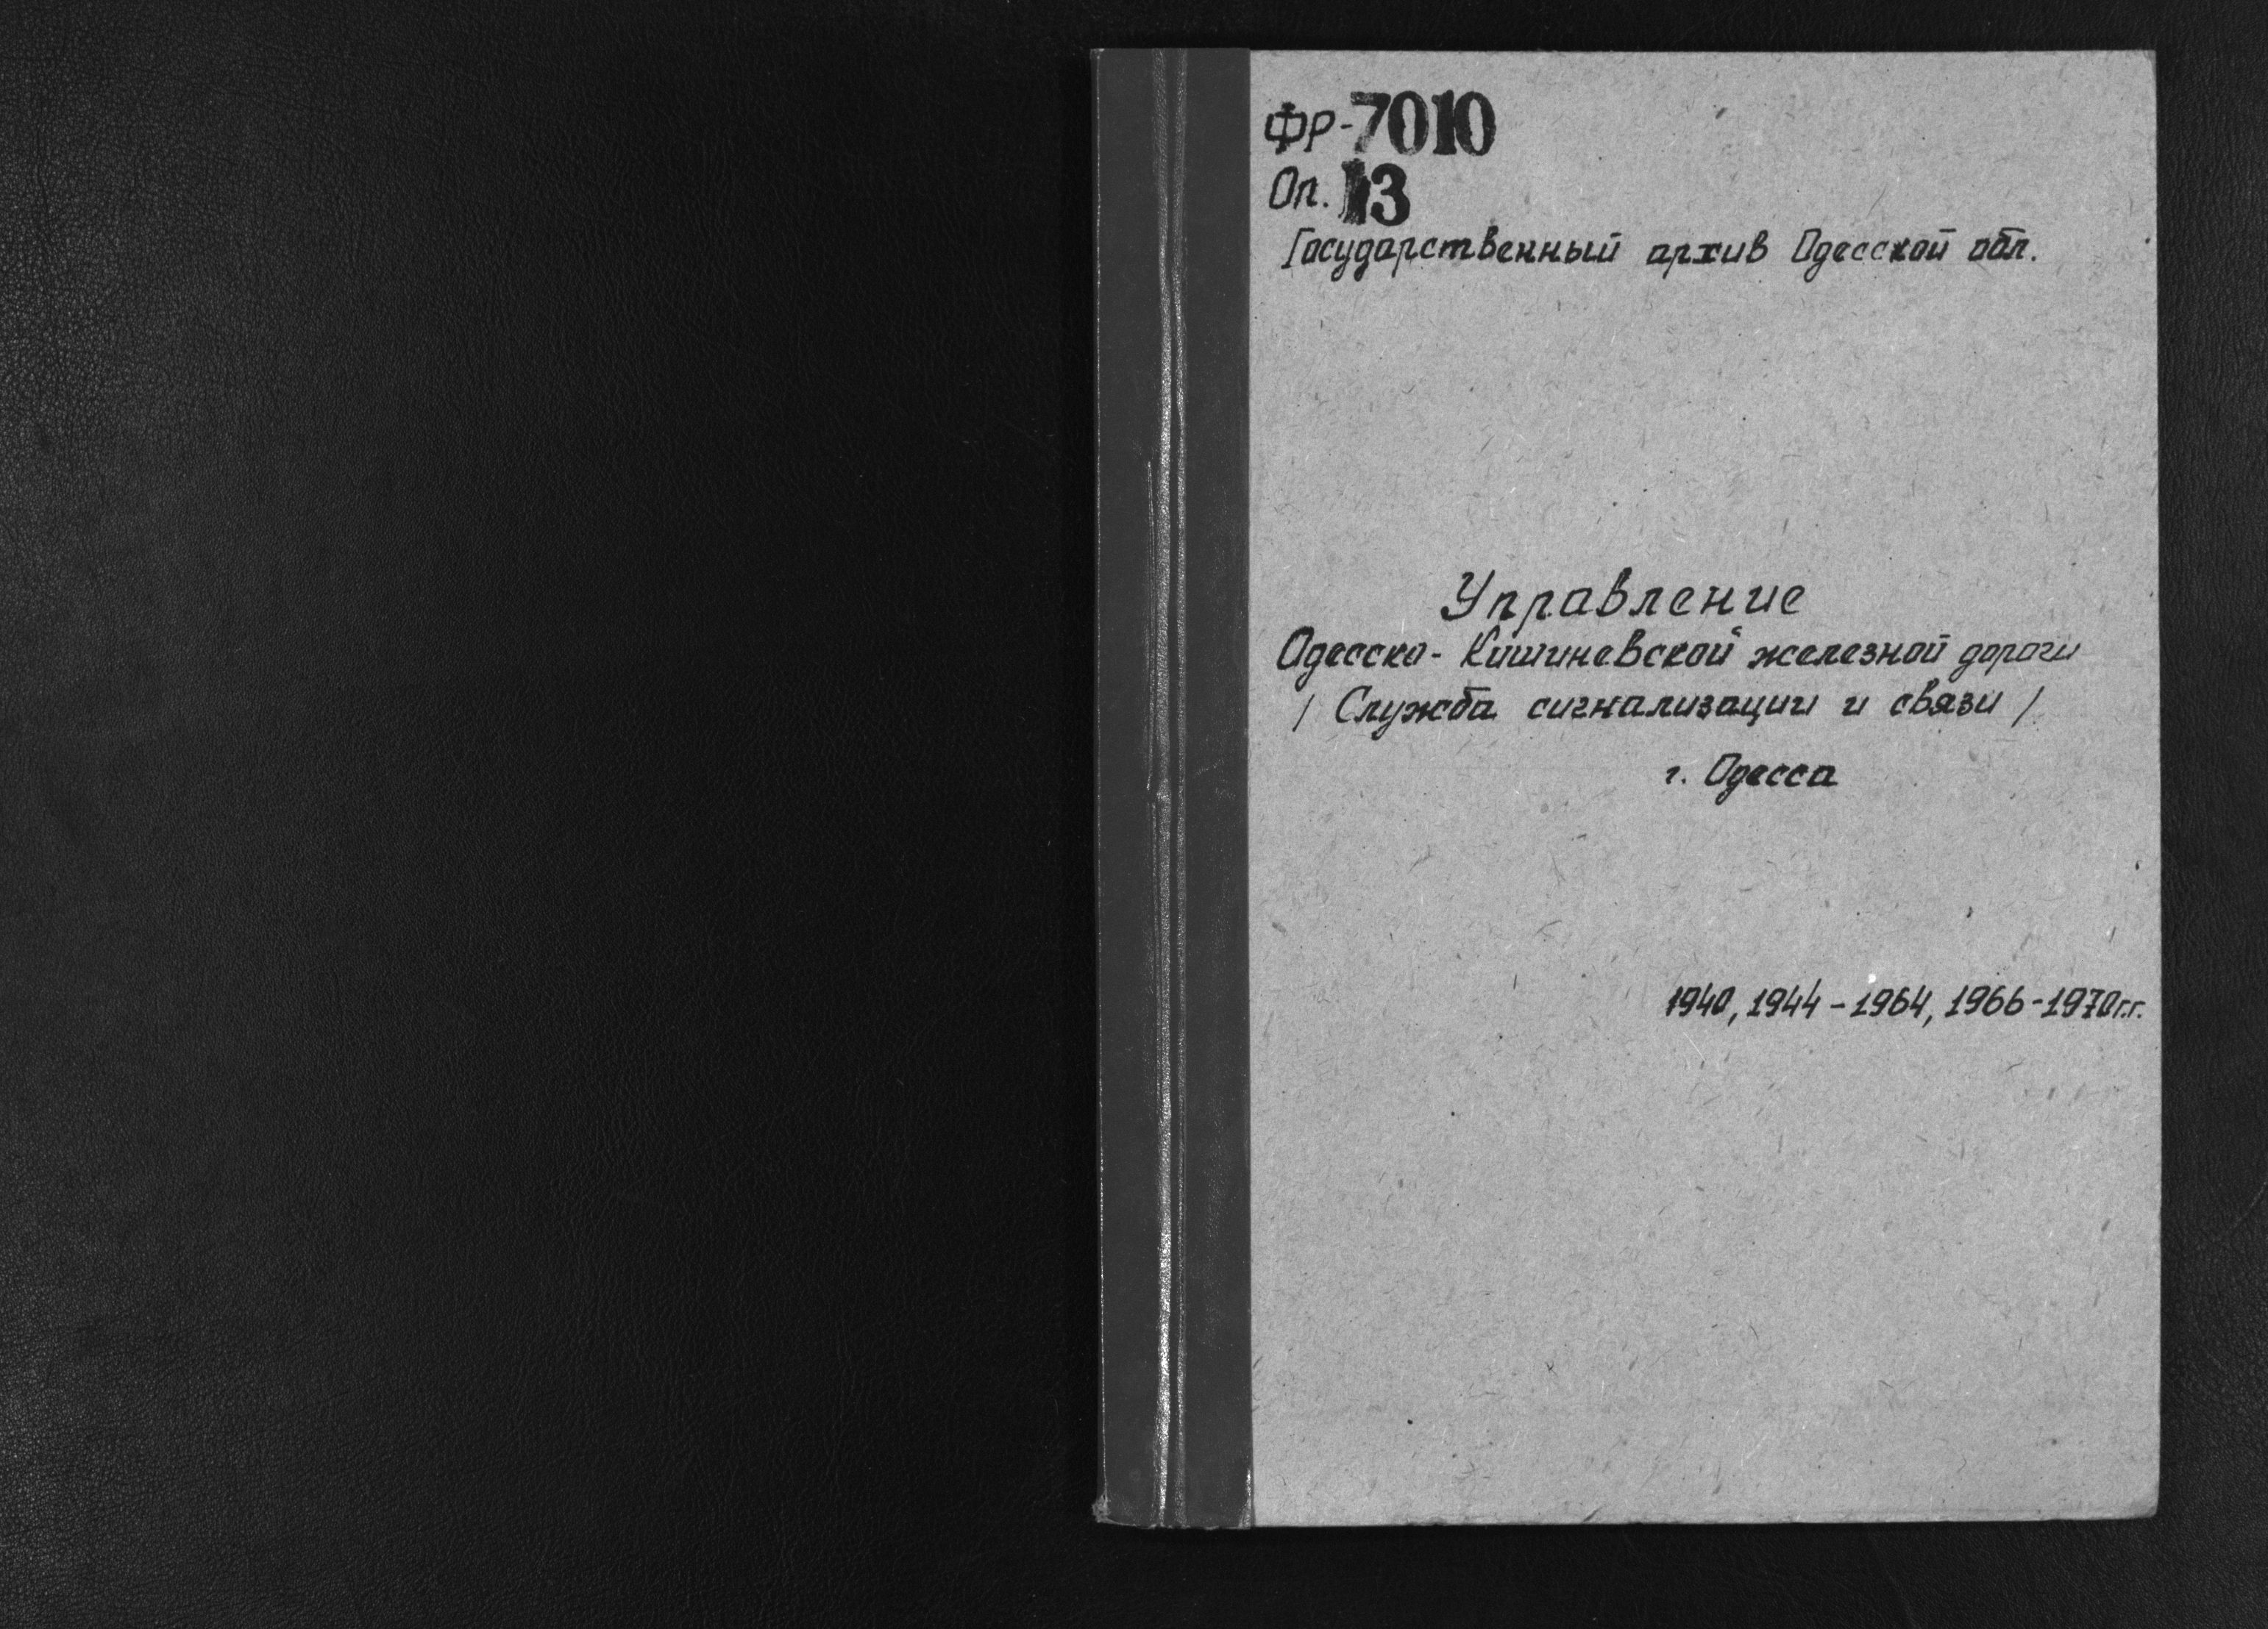 ФР-7010
Оп. 13
Государственный архив Одесской обл.
Управление
Одесско-Кишиневской железной дороги
/ Служба сигнализации и связи /
г. Одесса
1940, 1944 - 1964, 1966 - 1970 г.г.